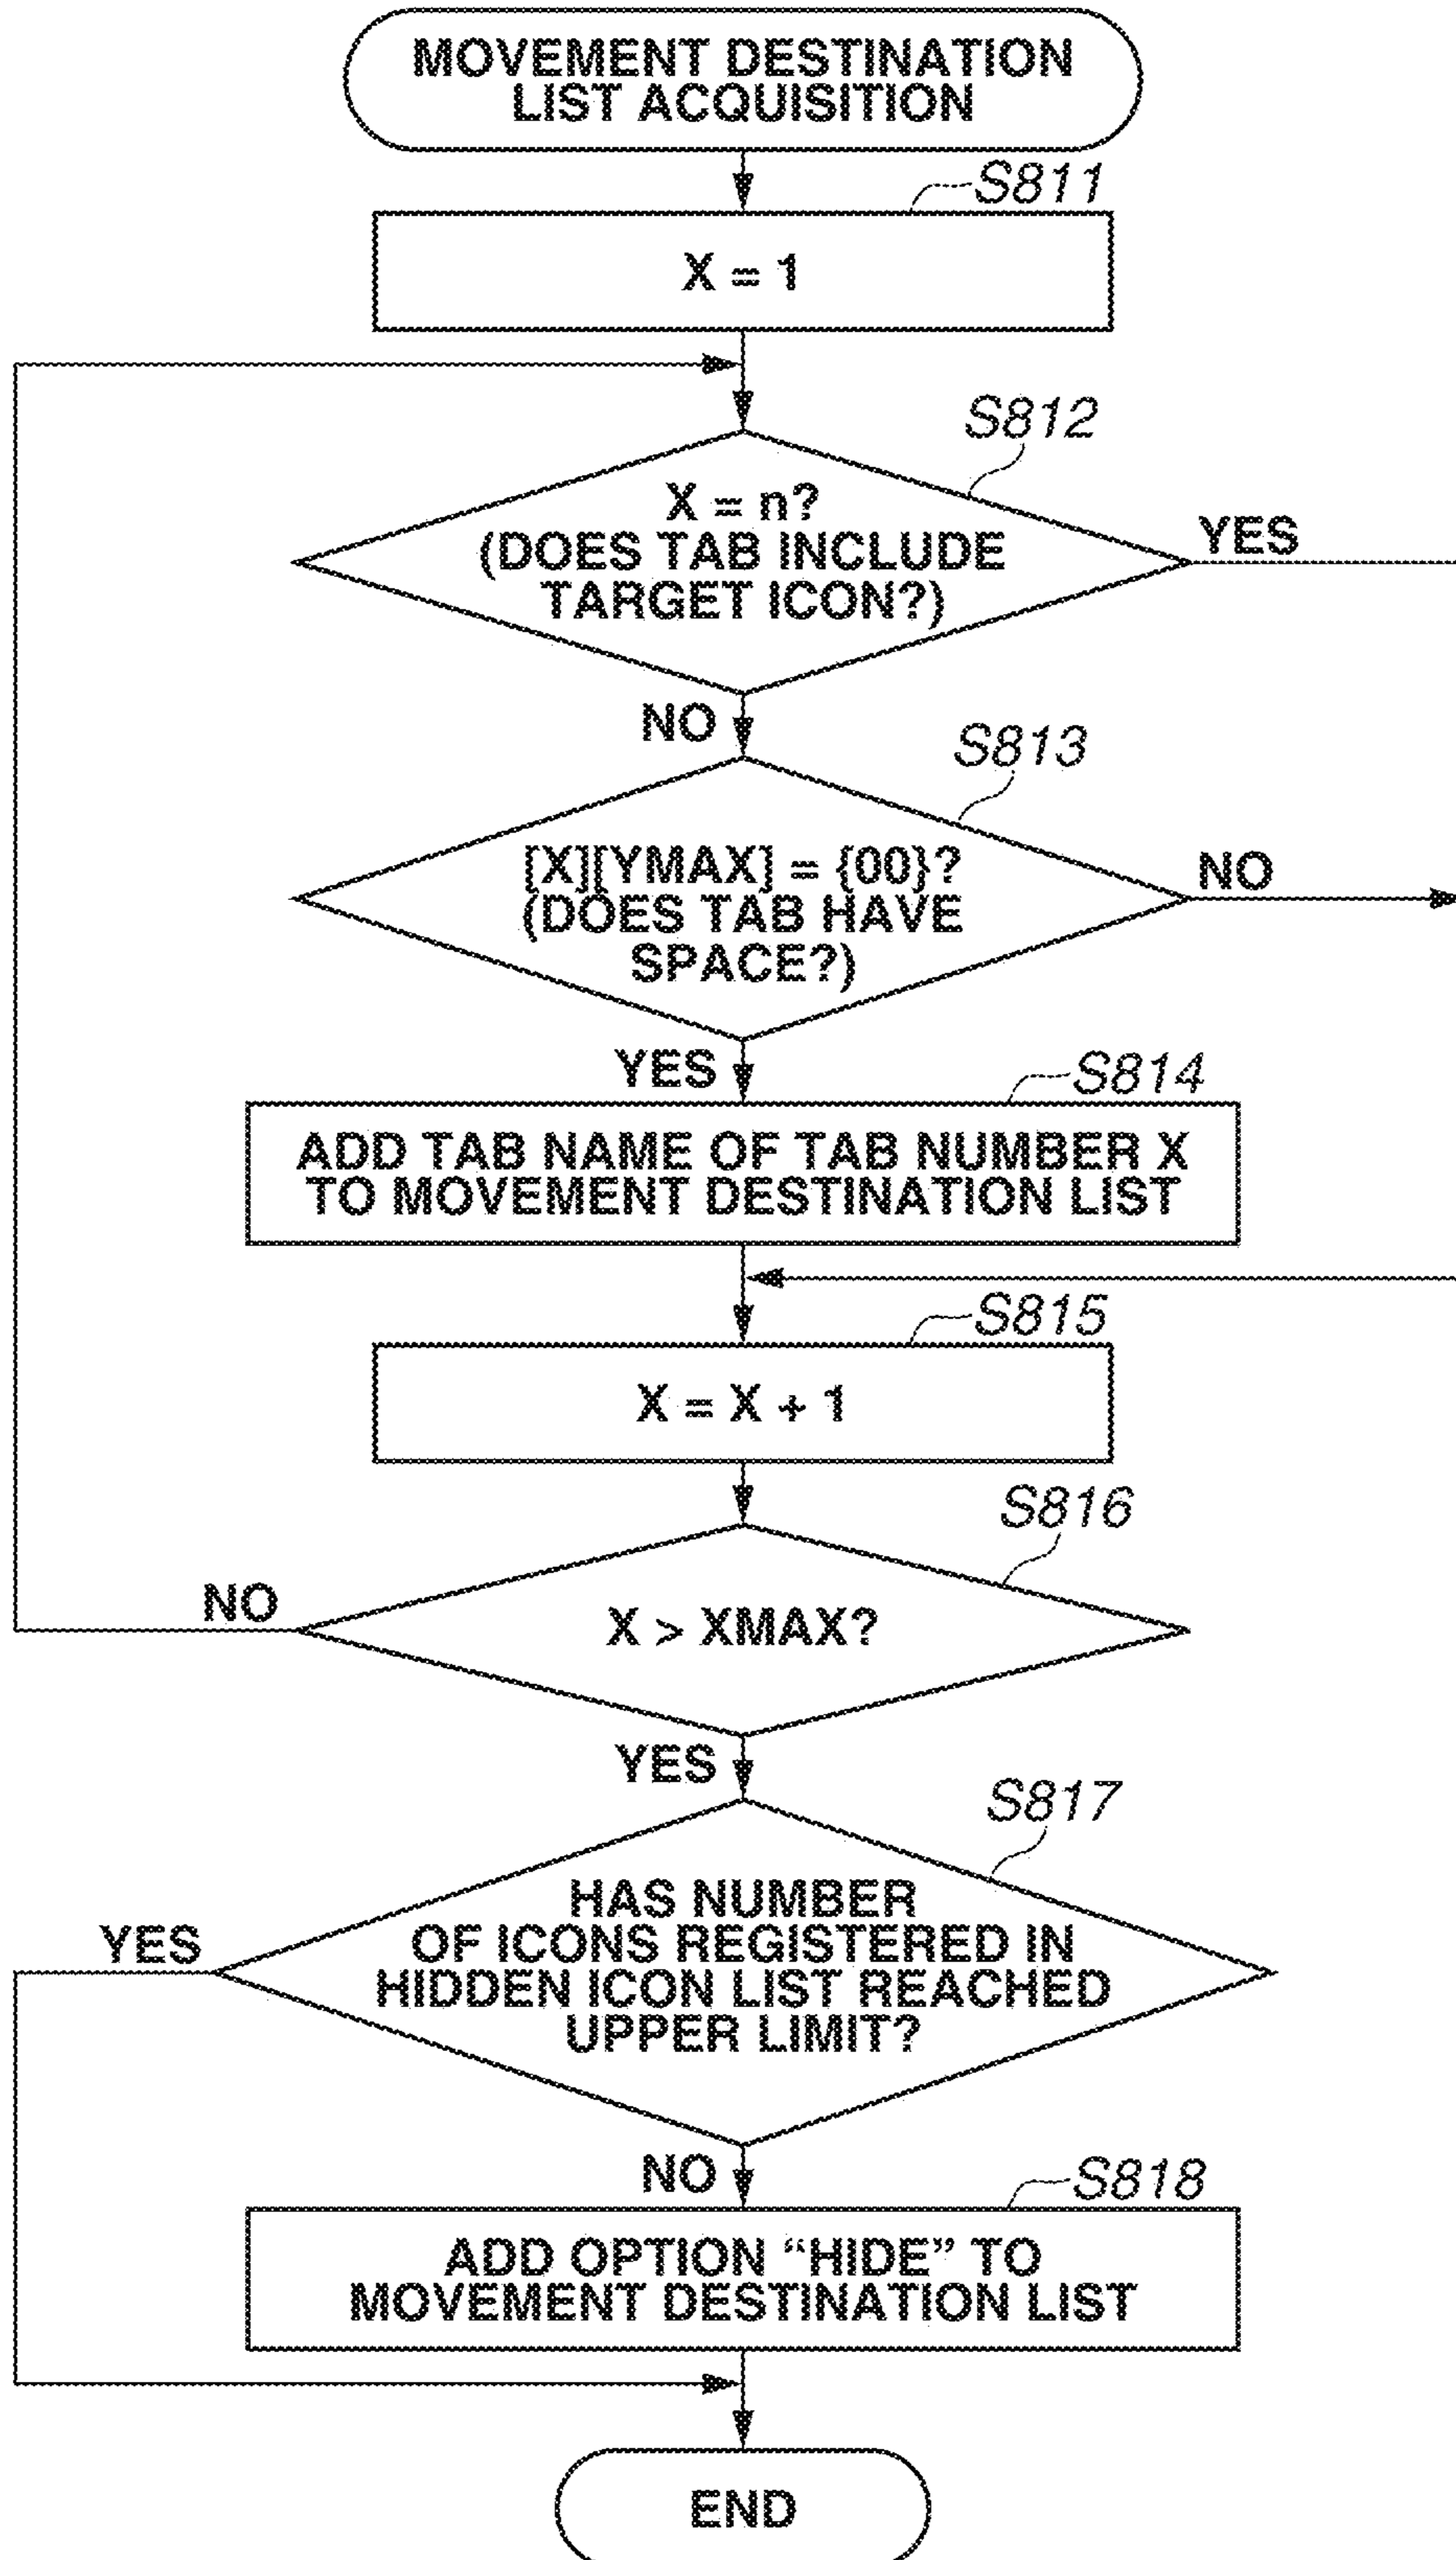 MOVEMENT DESTINATION
LIST ACQUISITION
S811
X = 1
S812
X = n?
(DOES TAB INCLUDE
TARGET ICON?)
YES
NO
S813
[X][YMAX] = {00}?
(DOES TAB HAVE
SPACE?)
NO
YES
S814
ADD TAB NAME OF TAB NUMBER X
TO MOVEMENT DESTINATION LIST
S815
X = X + 1
S816
X > XMAX?
NO
YES
S817
HAS NUMBER
OF ICONS REGISTERED IN
HIDDEN ICON LIST REACHED
UPPER LIMIT?
YES
NO
S818
ADD OPTION “HIDE” TO
MOVEMENT DESTINATION LIST
END